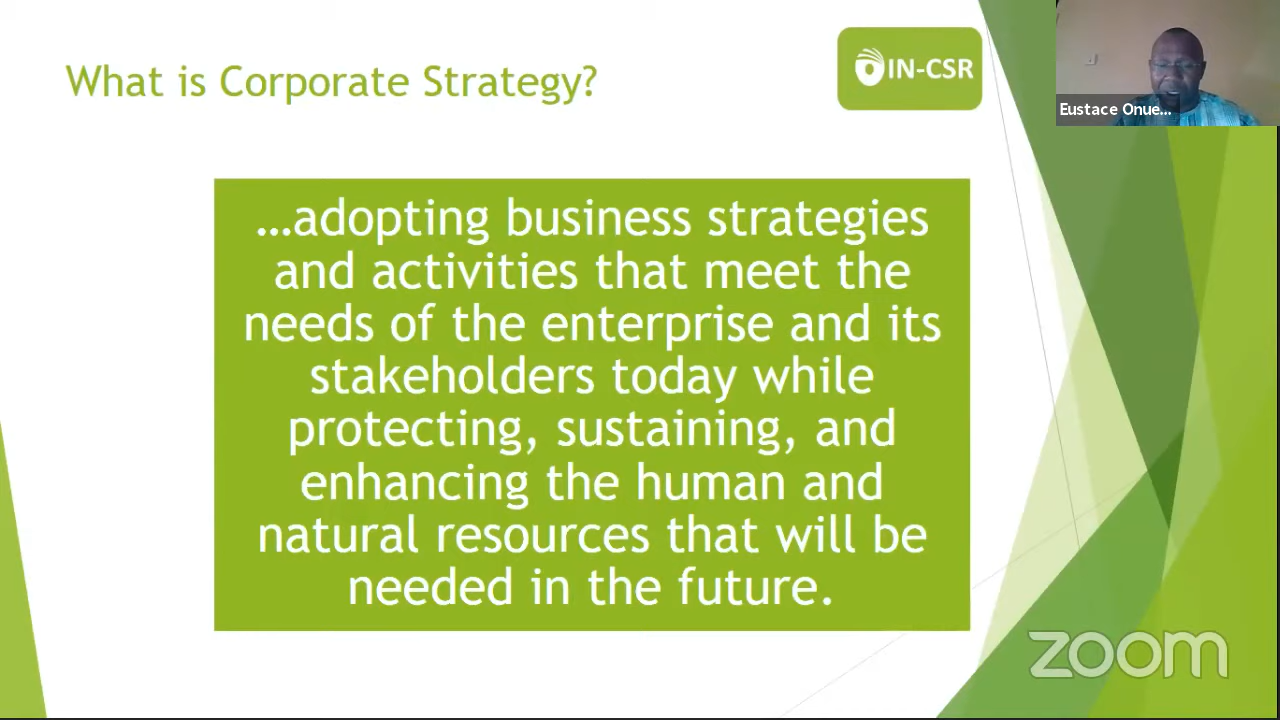 What is Corporate Strategy?
IN-CSR
Eustace Onue...
...adopting business strategies
and activities that meet the
needs of the enterprise and its
stakeholders today while
protecting, sustaining, and
enhancing the human and
natural resources that will be
needed in the future.
zoom